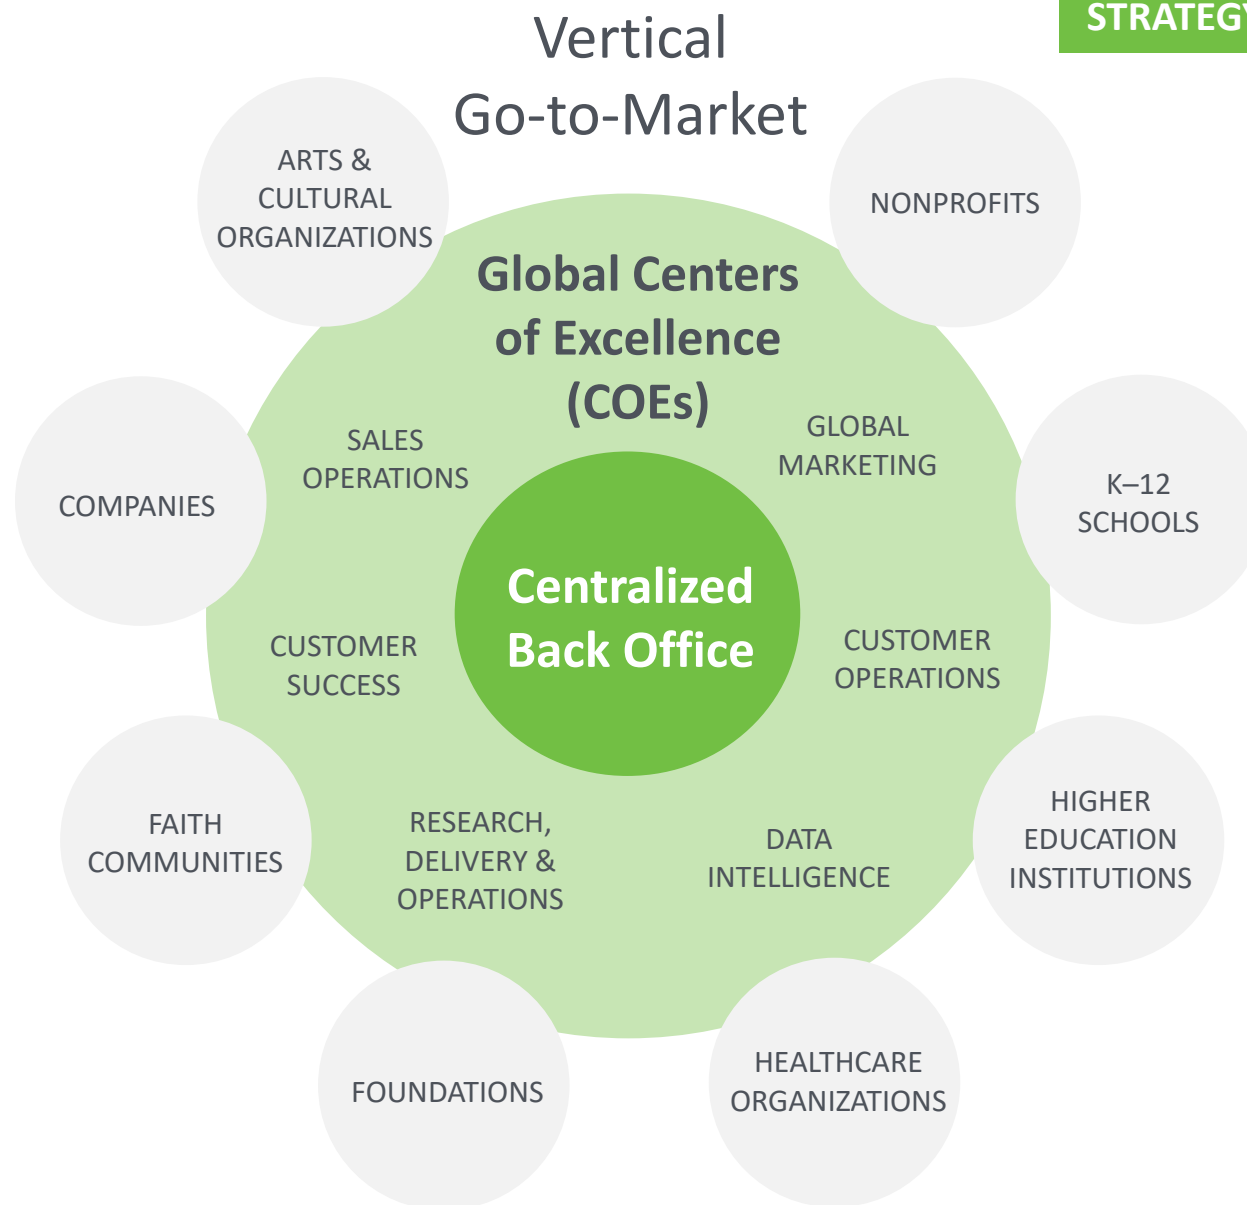 STRATEGY
Vertical
Go-to-Market
ARTS &
CULTURAL
ORGANIZATIONS
NONPROFITS
Global Centers
of Excellence
(COEs)
SALES
OPERATIONS
GLOBAL
MARKETING
COMPANIES
K–12
SCHOOLS
Centralized
Back Office
CUSTOMER
SUCCESS
CUSTOMER
OPERATIONS
FAITH
COMMUNITIES
RESEARCH,
DELIVERY &
OPERATIONS
DATA
INTELLIGENCE
HIGHER
EDUCATION
INSTITUTIONS
FOUNDATIONS
HEALTHCARE
ORGANIZATIONS